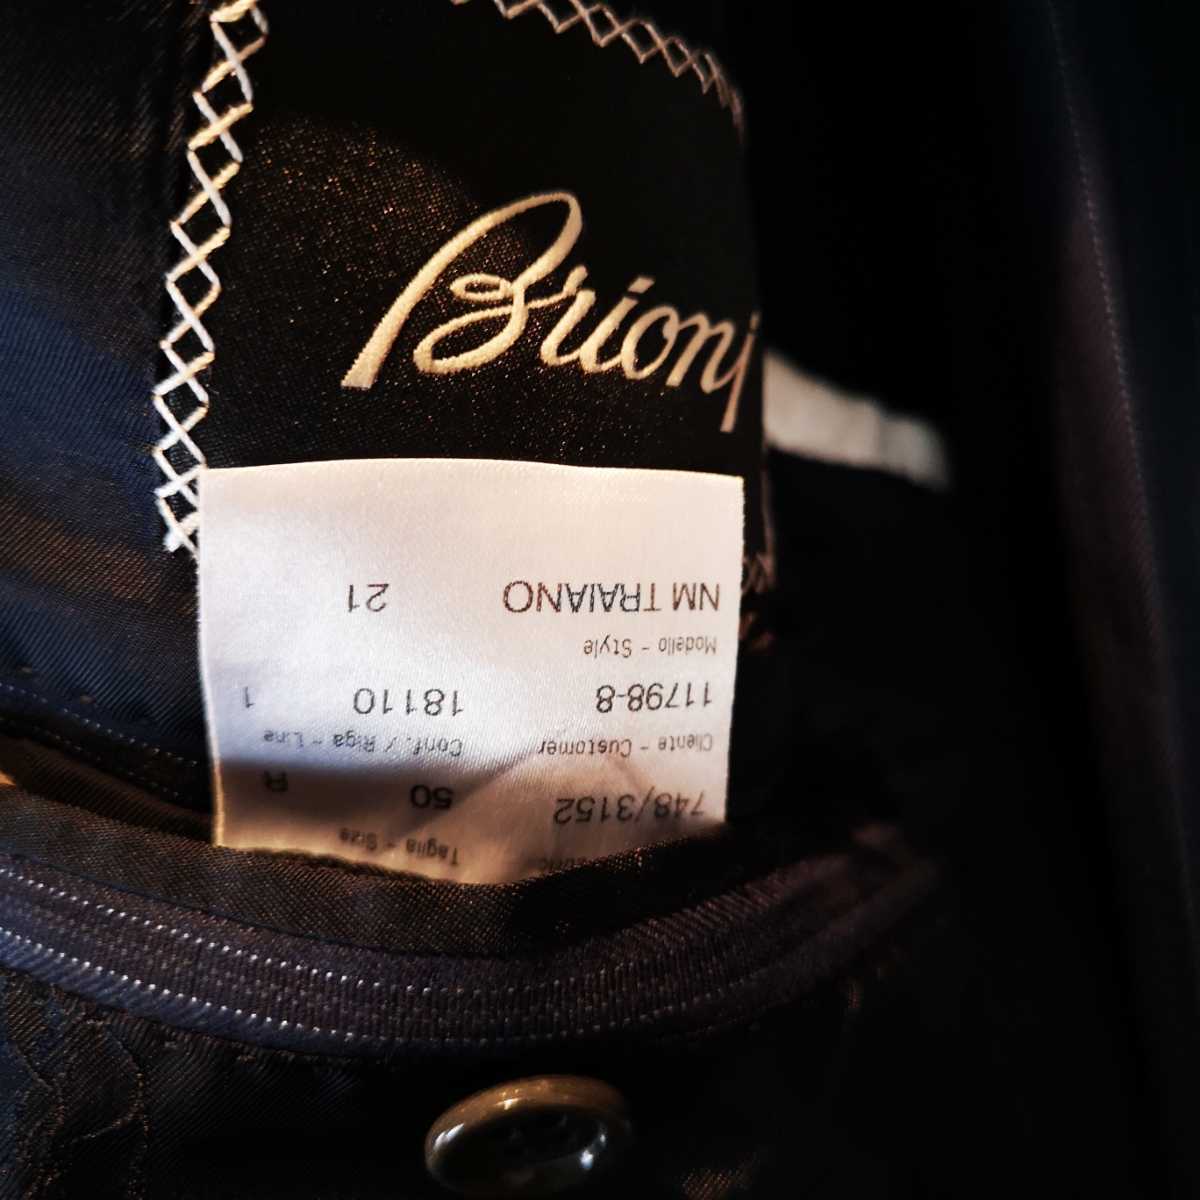 Brioni
Taglia - Size
748/3152 50 R
Cliente - Customer Conf. / Riga - Line
11798-8 18110 1
Modello - Style
NM TRAIANO 21